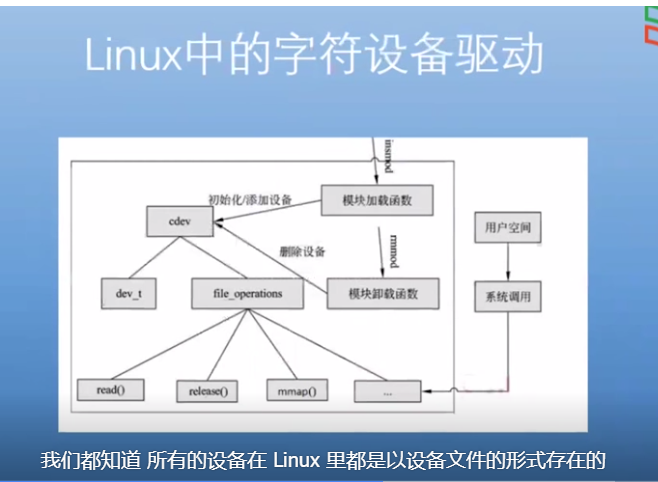 Linux中的字符设备驱动
insmod
初始化/添加设备
模块加载函数
cdev
用户空间
删除设备
rmmod
dev_t
file_operations
模块卸载函数
系统调用
read()
release()
mmap()
...
我们都知道 所有的设备在 Linux 里都是以设备文件的形式存在的